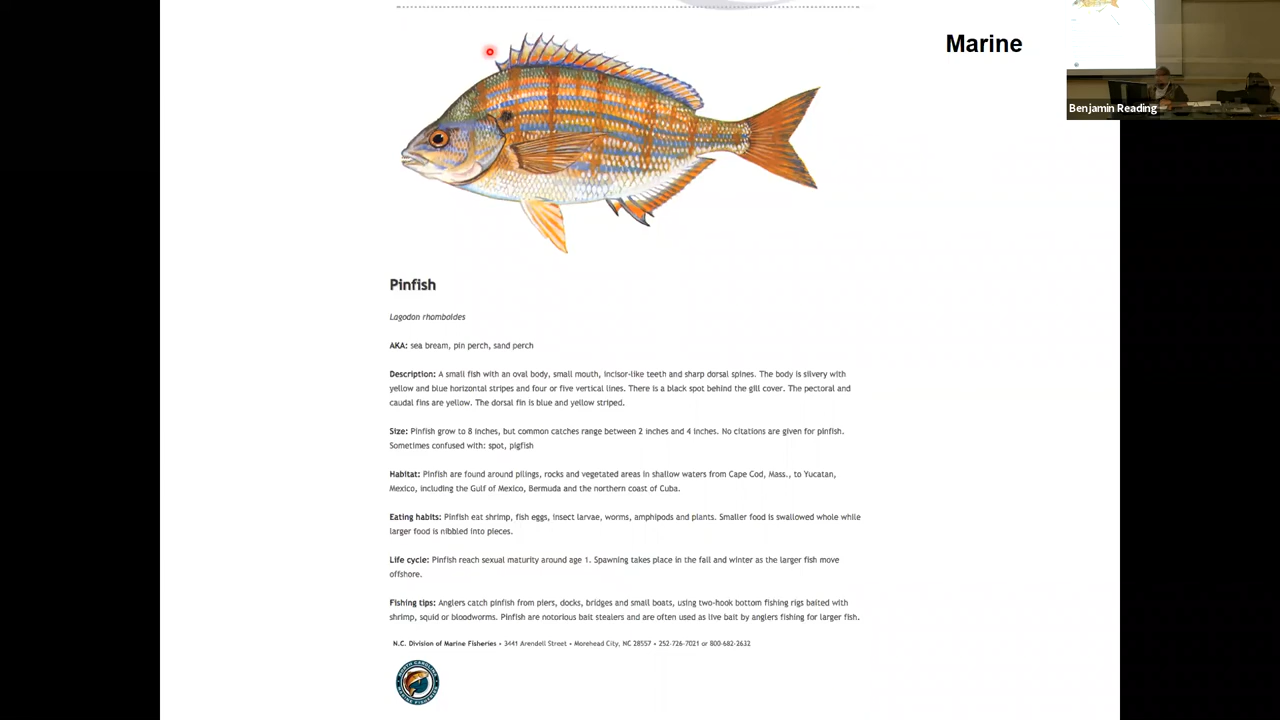 Marine
Benjamin Reading
Pinfish
Lagodon rhomboides
AKA: sea bream, pin perch, sand perch
Description: A small fish with an oval body, small mouth, incisor-like teeth and sharp dorsal spines. The body is silvery with
yellow and blue horizontal stripes and four or five vertical lines. There is a black spot behind the gill cover. The pectoral and
caudal fins are yellow. The dorsal fin is blue and yellow striped.
Size: Pinfish grow to 8 inches, but common catches range between 2 inches and 4 inches. No citations are given for pinfish.
Sometimes confused with: spot, pigfish
Habitat: Pinfish are found around pilings, rocks and vegetated areas in shallow waters from Cape Cod, Mass., to Yucatan,
Mexico, including the Gulf of Mexico, Bermuda and the northern coast of Cuba.
Eating habits: Pinfish eat shrimp, fish eggs, insect larvae, worms, amphipods and plants. Smaller food is swallowed whole while
larger food is nibbled into pieces.
Life cycle: Pinfish reach sexual maturity around age 1. Spawning takes place in the fall and winter as the larger fish move
offshore.
Fishing tips: Anglers catch pinfish from piers, docks, bridges and small boats, using two-hook bottom fishing rigs baited with
shrimp, squid or bloodworms. Pinfish are notorious bait stealers and are often used as live bait by anglers fishing for larger fish.
N.C. Division of Marine Fisheries • 3441 Arendell Street • Morehead City, NC 28557 • 252-726-7021 or 800-682-2632
NORTH CAROLINA
MARINE FISHERIES